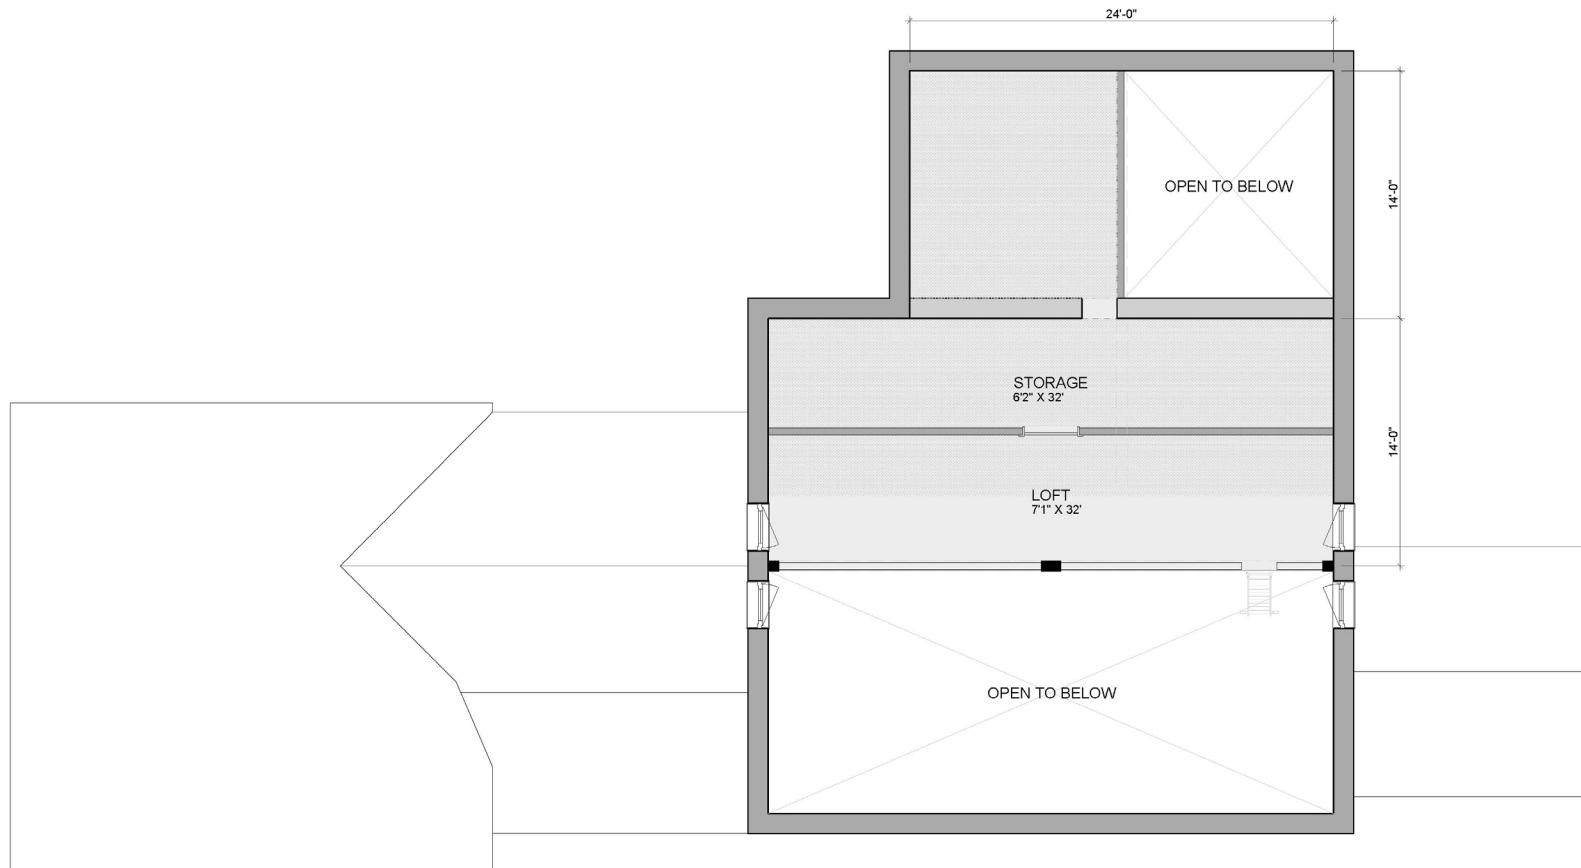 24'-0"
14'-0"
OPEN TO BELOW
STORAGE
6'2" X 32'
14'-0"
LOFT
7'1" X 32'
OPEN TO BELOW